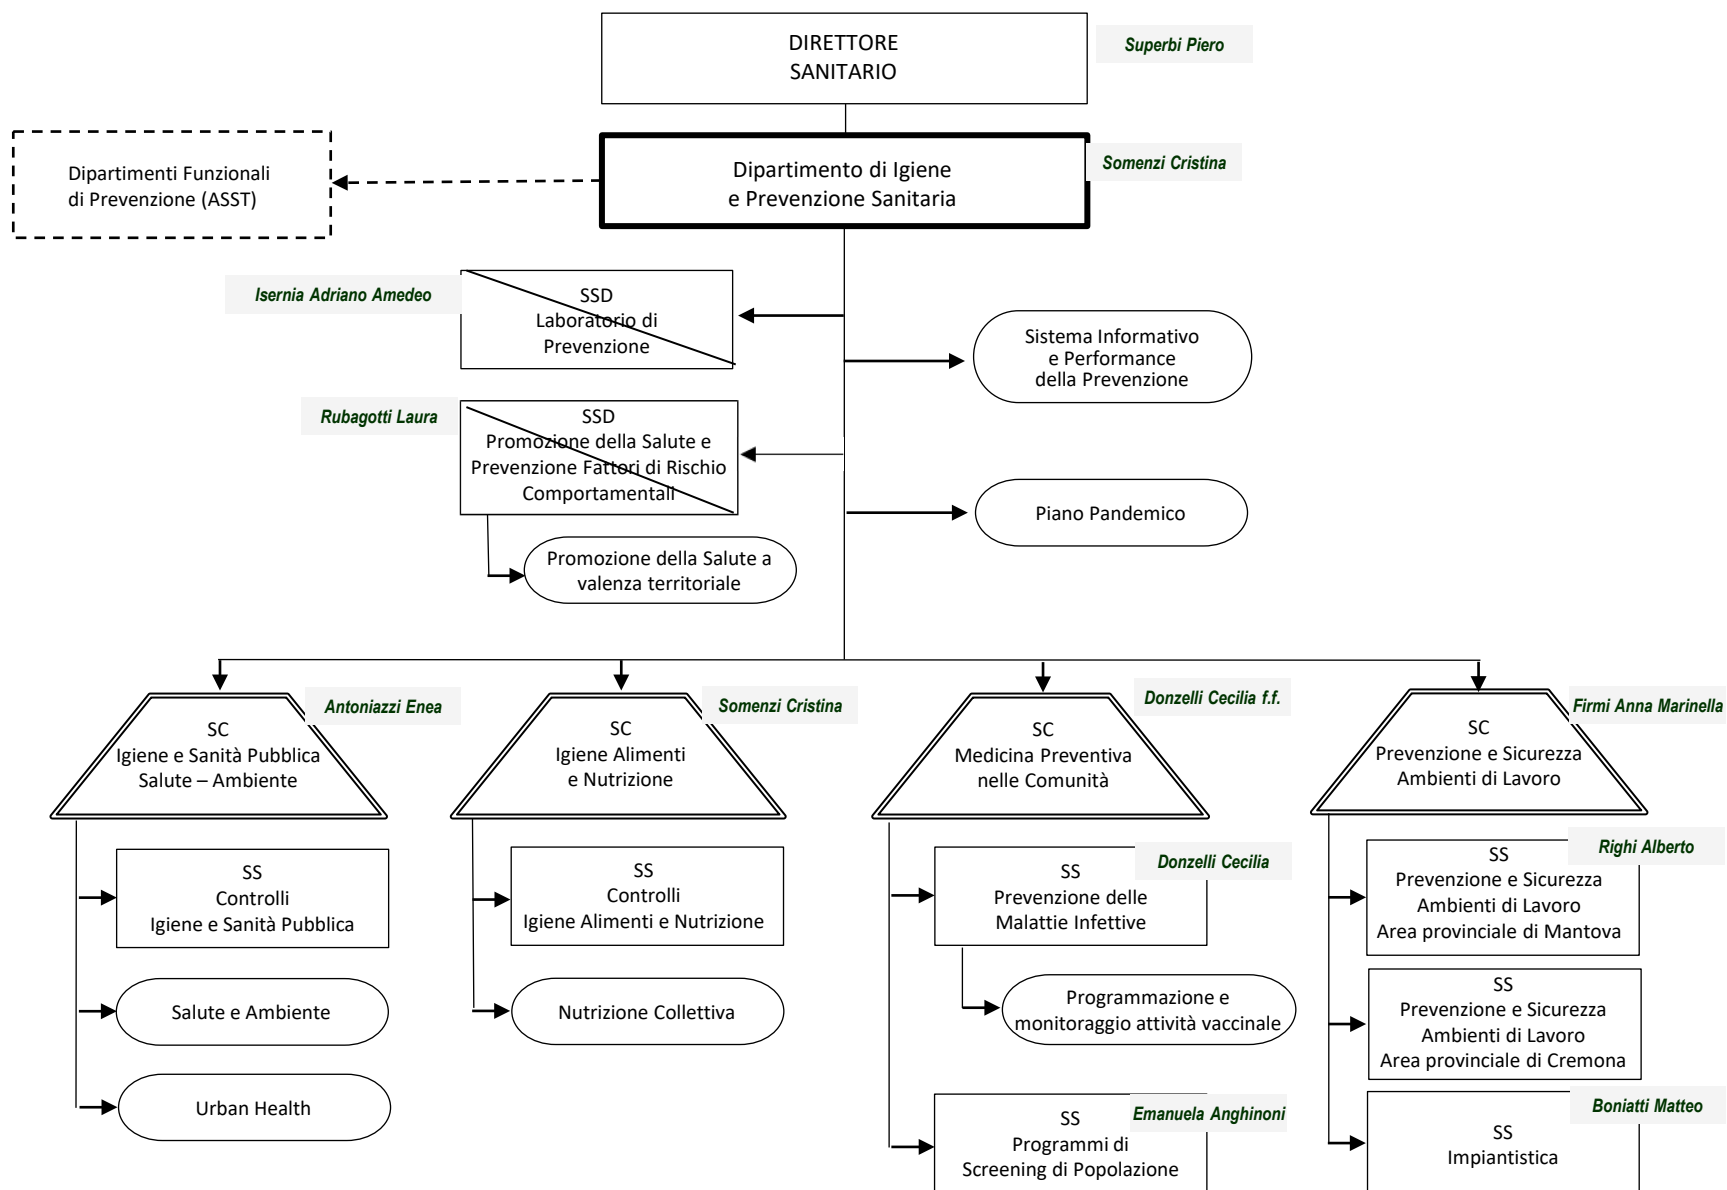 DIRETTORE
SANITARIO
Superbi Piero
Dipartimenti Funzionali
di Prevenzione (ASST)
Dipartimento di Igiene
e Prevenzione Sanitaria
Somenzi Cristina
Isernia Adriano Amedeo
SSD
Laboratorio di
Prevenzione
Sistema Informativo
e Performance
della Prevenzione
Rubagotti Laura
SSD
Promozione della Salute e
Prevenzione Fattori di Rischio
Comportamentali
Piano Pandemico
Promozione della Salute a
valenza territoriale
Antoniazzi Enea
SC
Igiene e Sanità Pubblica
Salute – Ambiente
SS
Controlli
Igiene e Sanità Pubblica
Salute e Ambiente
Urban Health
Somenzi Cristina
SC
Igiene Alimenti
e Nutrizione
SS
Controlli
Igiene Alimenti e Nutrizione
Nutrizione Collettiva
Donzelli Cecilia f.f.
SC
Medicina Preventiva
nelle Comunità
Donzelli Cecilia
SS
Prevenzione delle
Malattie Infettive
Programmazione e
monitoraggio attività vaccinale
Emanuela Anghinoni
SS
Programmi di
Screening di Popolazione
Firmi Anna Marinella
SC
Prevenzione e Sicurezza
Ambienti di Lavoro
Righi Alberto
SS
Prevenzione e Sicurezza
Ambienti di Lavoro
Area provinciale di Mantova
SS
Prevenzione e Sicurezza
Ambienti di Lavoro
Area provinciale di Cremona
Boniatti Matteo
SS
Impiantistica